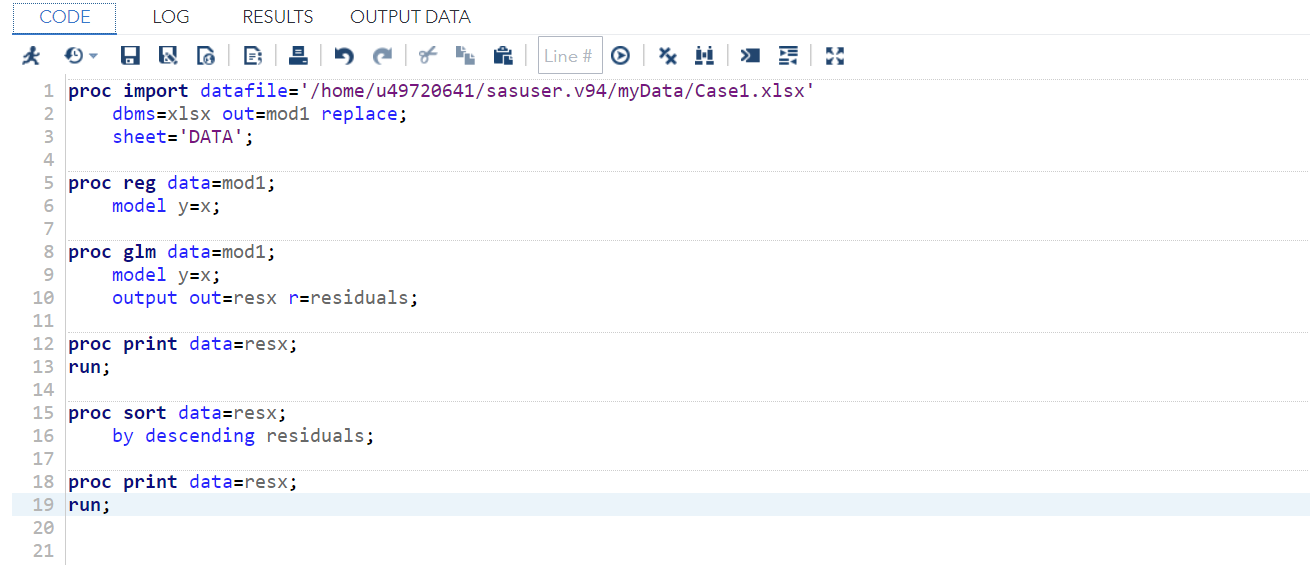 CODE LOG RESULTS OUTPUT DATA
Line #
1 proc import datafile='/home/u49720641/sasuser.v94/myData/Case1.xlsx'
2 dbms=xlsx out=mod1 replace;
3 sheet='DATA';
4
5 proc reg data=mod1;
6 model y=x;
7
8 proc glm data=mod1;
9 model y=x;
10 output out=resx r=residuals;
11
12 proc print data=resx;
13 run;
14
15 proc sort data=resx;
16 by descending residuals;
17
18 proc print data=resx;
19 run;
20
21